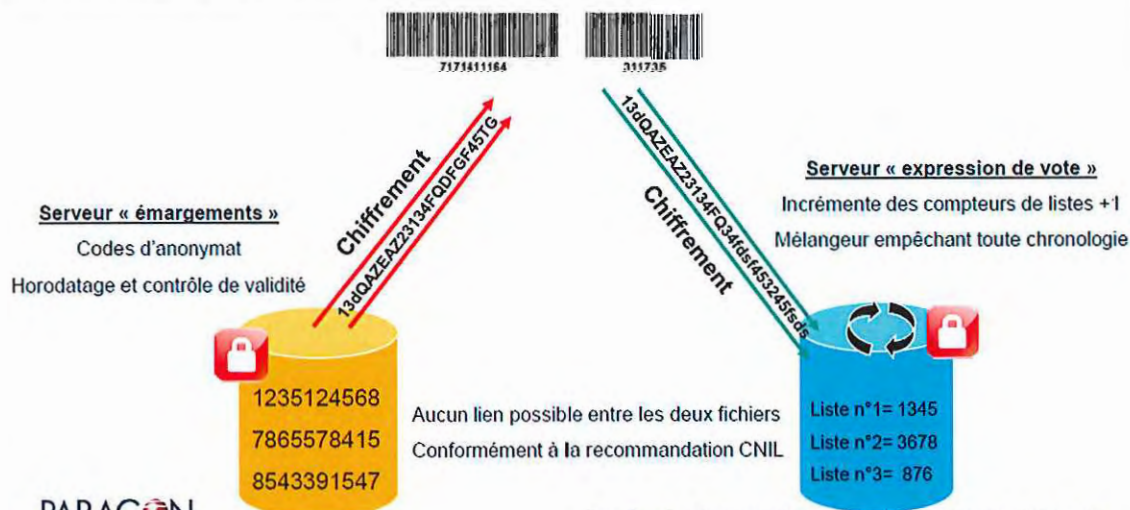 7171411164
311735
Chiffrement
13dQAZEAZ23134FQDFGF45TG
13dQAZEAZ23134FQ34fdsf453245fsds
Chiffrement
Serveur « émargements »
Codes d'anonymat
Horodatage et contrôle de validité
Serveur « expression de vote »
Incrémente des compteurs de listes +1
Mélangeur empêchant toute chronologie
1235124568
7865578415
8543391547
Aucun lien possible entre les deux fichiers
Conformément à la recommandation CNIL
Liste n°1= 1345
Liste n°2= 3678
Liste n°3= 876
PARAGON